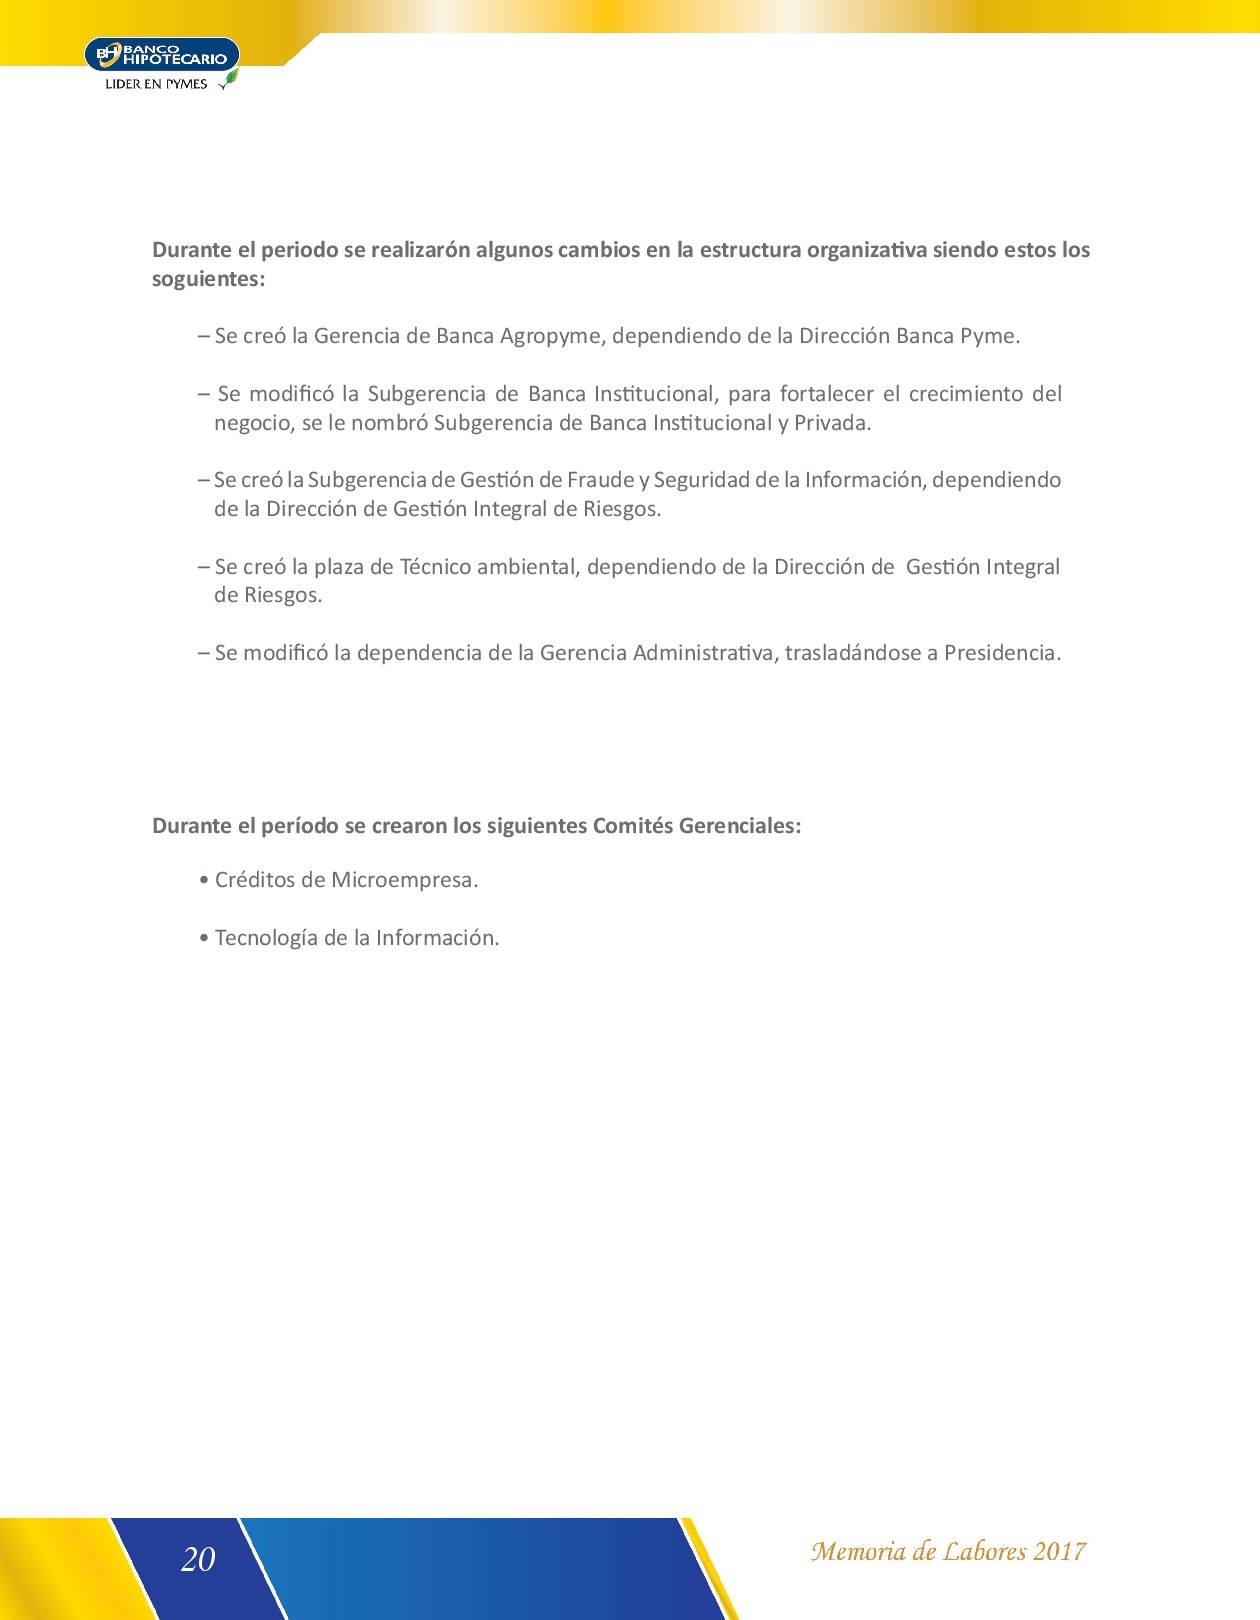 BH BANCO
HIPOTECARIO
LIDER EN PYMES
Durante el periodo se realizarón algunos cambios en la estructura organizativa siendo estos los
soguientes:
– Se creó la Gerencia de Banca Agropyme, dependiendo de la Dirección Banca Pyme.
– Se modificó la Subgerencia de Banca Institucional, para fortalecer el crecimiento del
negocio, se le nombró Subgerencia de Banca Institucional y Privada.
– Se creó la Subgerencia de Gestión de Fraude y Seguridad de la Información, dependiendo
de la Dirección de Gestión Integral de Riesgos.
– Se creó la plaza de Técnico ambiental, dependiendo de la Dirección de Gestión Integral
de Riesgos.
– Se modificó la dependencia de la Gerencia Administrativa, trasladándose a Presidencia.
Durante el período se crearon los siguientes Comités Gerenciales:
• Créditos de Microempresa.
• Tecnología de la Información.
20
Memoria de Labores 2017